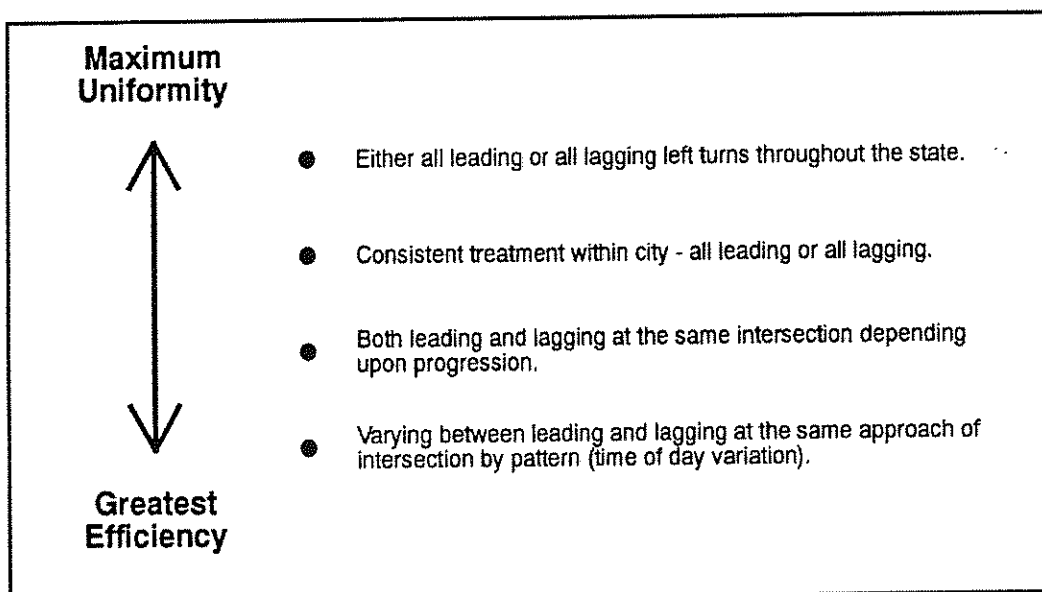 Maximum
Uniformity
● Either all leading or all lagging left turns throughout the state.
● Consistent treatment within city - all leading or all lagging.
● Both leading and lagging at the same intersection depending
upon progression.
● Varying between leading and lagging at the same approach of
intersection by pattern (time of day variation).
Greatest
Efficiency